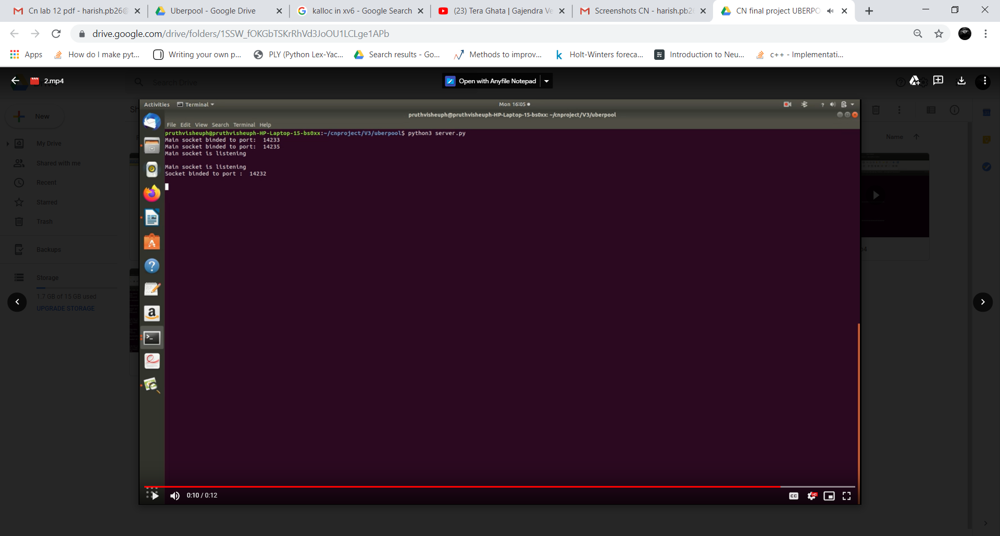 Cn lab 12 pdf - harish.pb26@
Uberpool - Google Drive
kalloc in xv6 - Google Search
(23) Tera Ghata | Gajendra Ve
Screenshots CN - harish.pb26
CN final project UBERPO
drive.google.com/drive/folders/1SSW_fOKGbTSKrRhVd3JoOU1LCLge1APb
Apps
How do I make pyt...
Writing your own p...
PLY (Python Lex-Yac...
Search results - Go...
Methods to improv...
Holt-Winters foreca...
Introduction to Neu...
c++ - Implementati...
2.mp4
Search Drive
Open with Anyfile Notepad
New
My Drive
Shared with me
Recent
Starred
Trash
Backups
Storage
1.7 GB of 15 GB used
UPGRADE STORAGE
Name
Activities
Terminal
Mon 16:05
pruthvisheuph@pruthvisheuph-HP-Laptop-15-bs0xx: ~/cnproject/V3/uberpool
File Edit View Search Terminal Help
pruthvisheuph@pruthvisheuph-HP-Laptop-15-bs0xx:~/cnproject/V3/uberpool$ python3 server.py
Main socket binded to port: 14233
Main socket binded to port: 14235
Main socket is listening
Main socket is listening
Socket binded to port : 14232
0:10 / 0:12
CC
HD